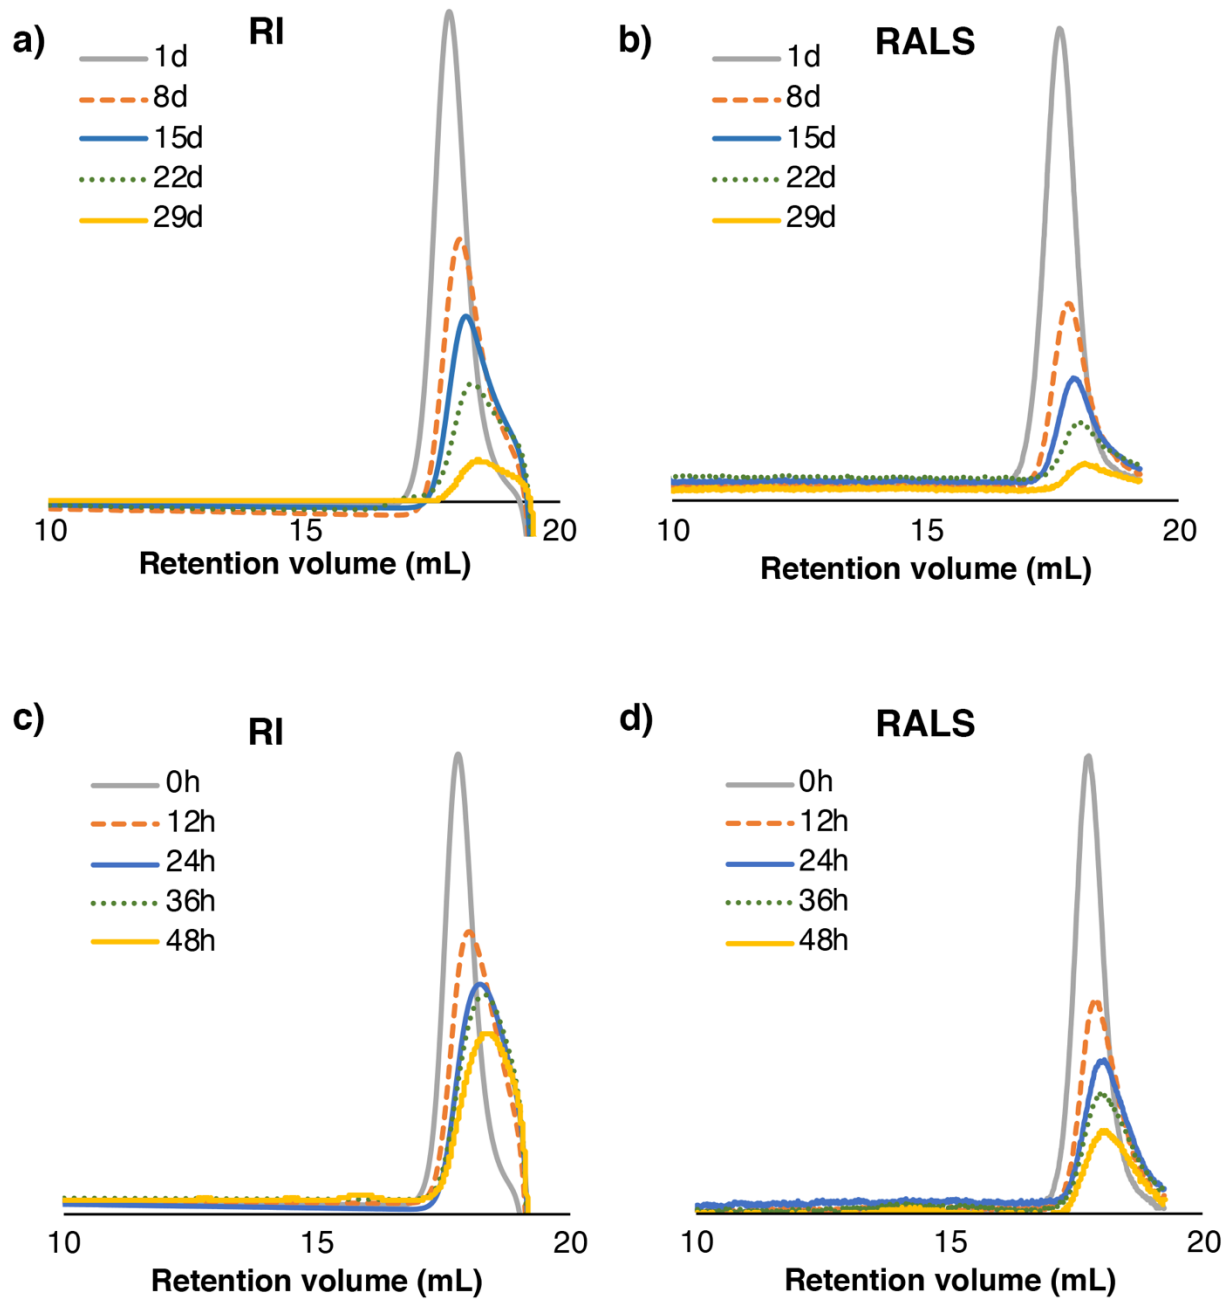 a)
RI
1d
8d
15d
22d
29d
10
15
20
Retention volume (mL)
b)
RALS
1d
8d
15d
22d
29d
10
15
20
Retention volume (mL)
c)
RI
0h
12h
24h
36h
48h
10
15
20
Retention volume (mL)
d)
RALS
0h
12h
24h
36h
48h
10
15
20
Retention volume (mL)